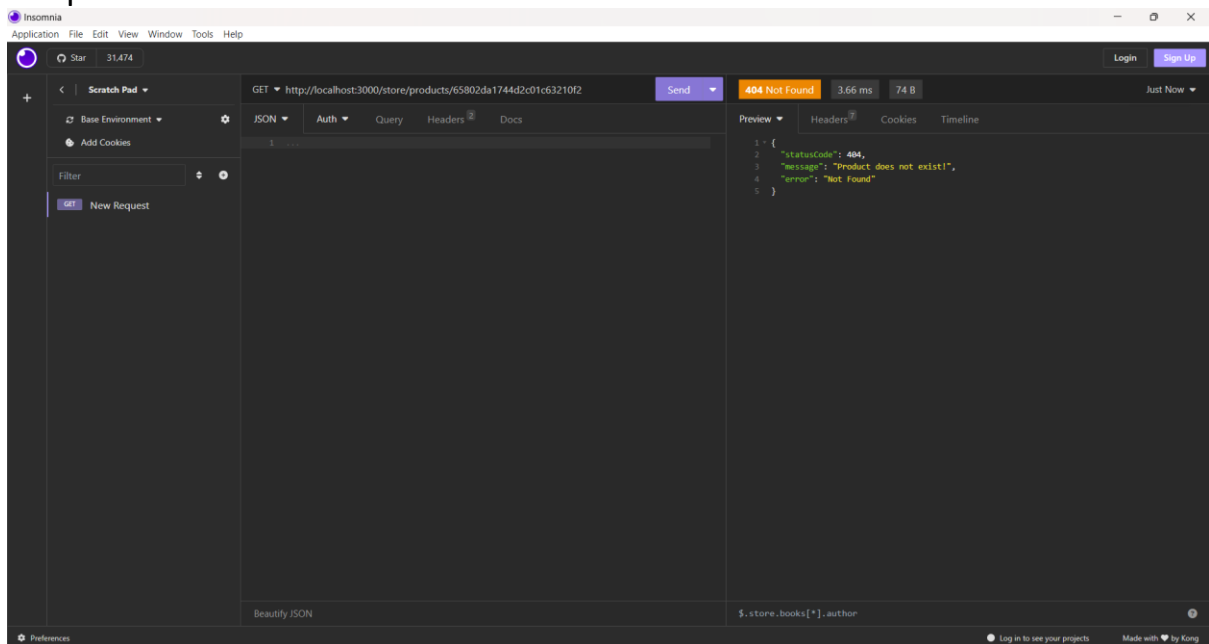 Insomnia
Application File Edit View Window Tools Help
Star 31,474
Login Sign Up
Scratch Pad
GET http://localhost:3000/store/products/65802da1744d2c01c63210f2
Send
404 Not Found 3.66 ms 74 B
Just Now
Base Environment
JSON Auth Query Headers 2 Docs
Preview Headers 7 Cookies Timeline
Add Cookies
1 ...
1 {
2 "statusCode": 404,
3 "message": "Product does not exist!",
4 "error": "Not Found"
5 }
Filter
GET New Request
Beautify JSON
$.store.books[*].author
Preferences
Log in to see your projects
Made with ♥ by Kong